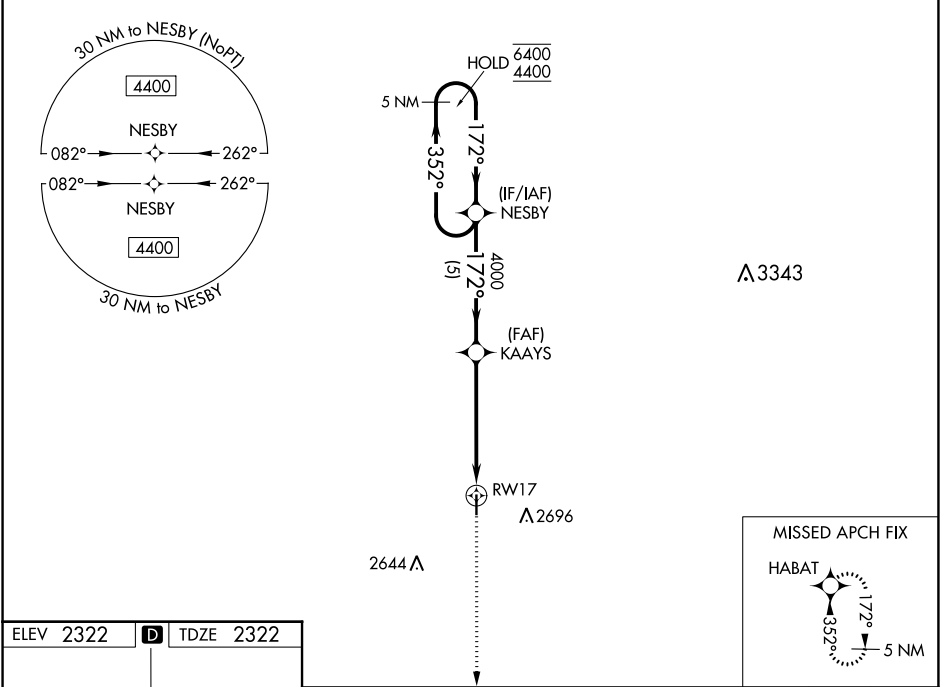 30 NM to NESBY (NoPT)
4400
NESBY
082°
262°
082°
262°
NESBY
4400
30 NM to NESBY
HOLD
6400
4400
5 NM
352°
172°
(IF/IAF)
NESBY
4000
172°
(5)
(FAF)
KAAYS
3343
RW17
2696
2644
MISSED APCH FIX
HABAT
352°
172°
5 NM
ELEV 2322 D TDZE 2322